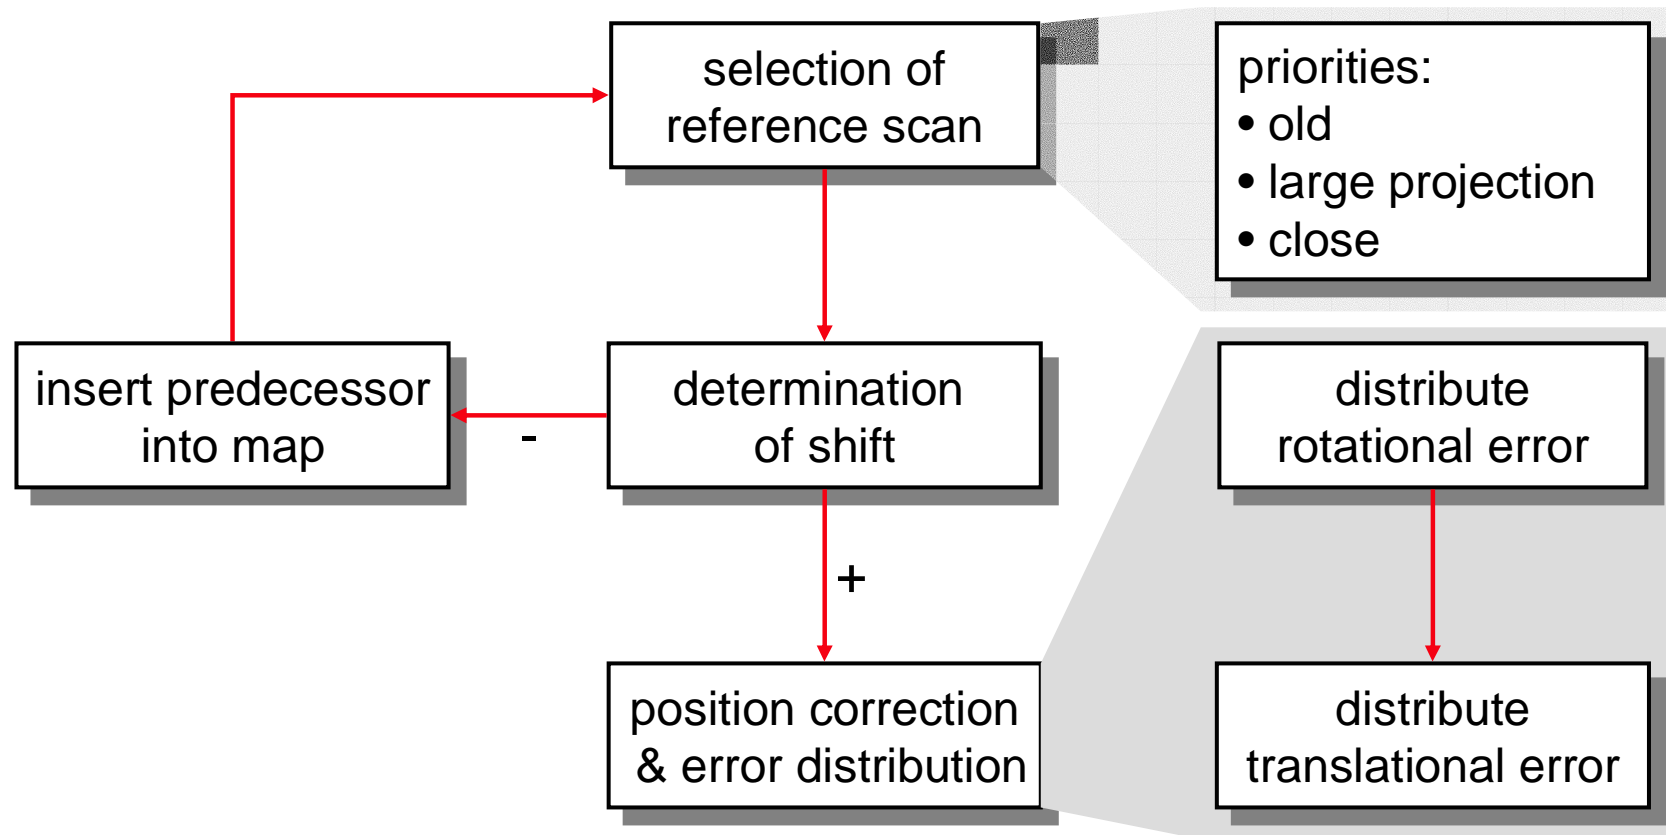 selection of
reference scan
priorities:
• old
• large projection
• close
insert predecessor
into map
-
determination
of shift
distribute
rotational error
+
position correction
& error distribution
distribute
translational error